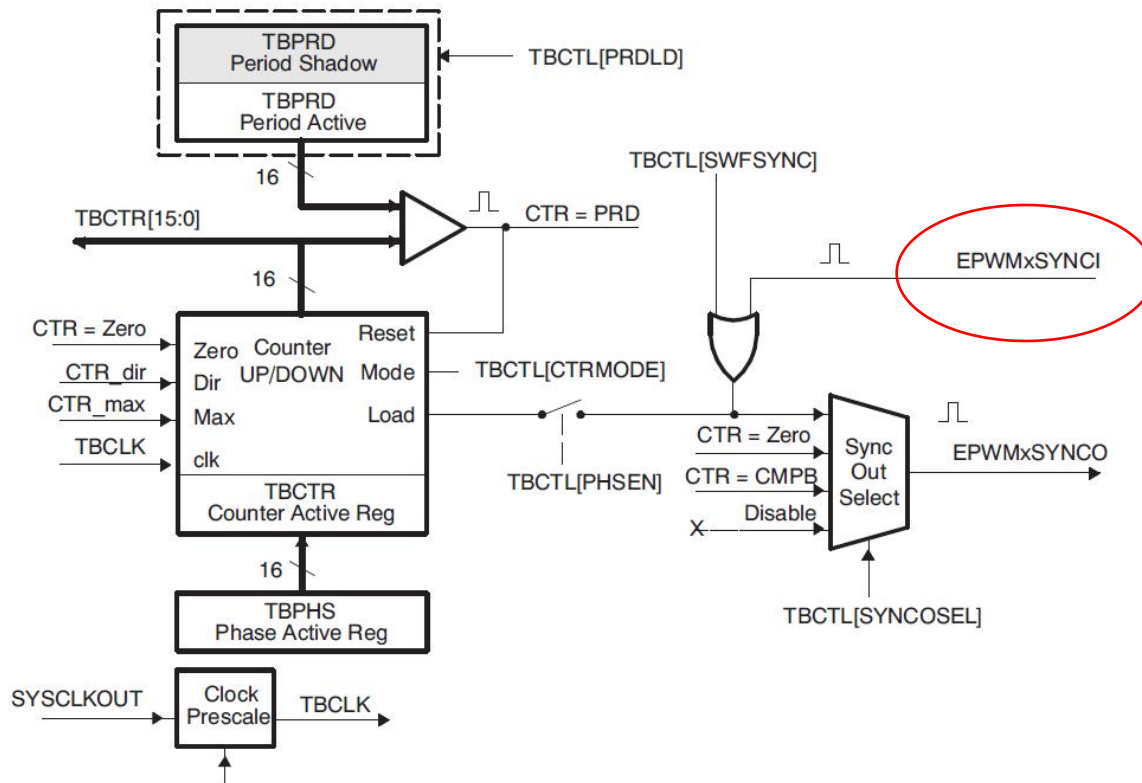 TBPRD
Period Shadow
TBPRD
Period Active
TBCTL[PRDLD]
16
TBCTL[SWFSYNC]
TBCTR[15:0]
CTR = PRD
EPWMxSYNCI
16
CTR = Zero
CTR_dir
CTR_max
TBCLK
Zero
Dir
Max
clk
Counter
UP/DOWN
Reset
Mode
Load
TBCTL[CTRMODE]
TBCTR
Counter Active Reg
TBCTL[PHSEN]
CTR = Zero
CTR = CMPB
Disable
X
Sync
Out
Select
EPWMxSYNCO
16
TBPHS
Phase Active Reg
TBCTL[SYNCOSEL]
SYSCLKOUT
Clock
Prescale
TBCLK